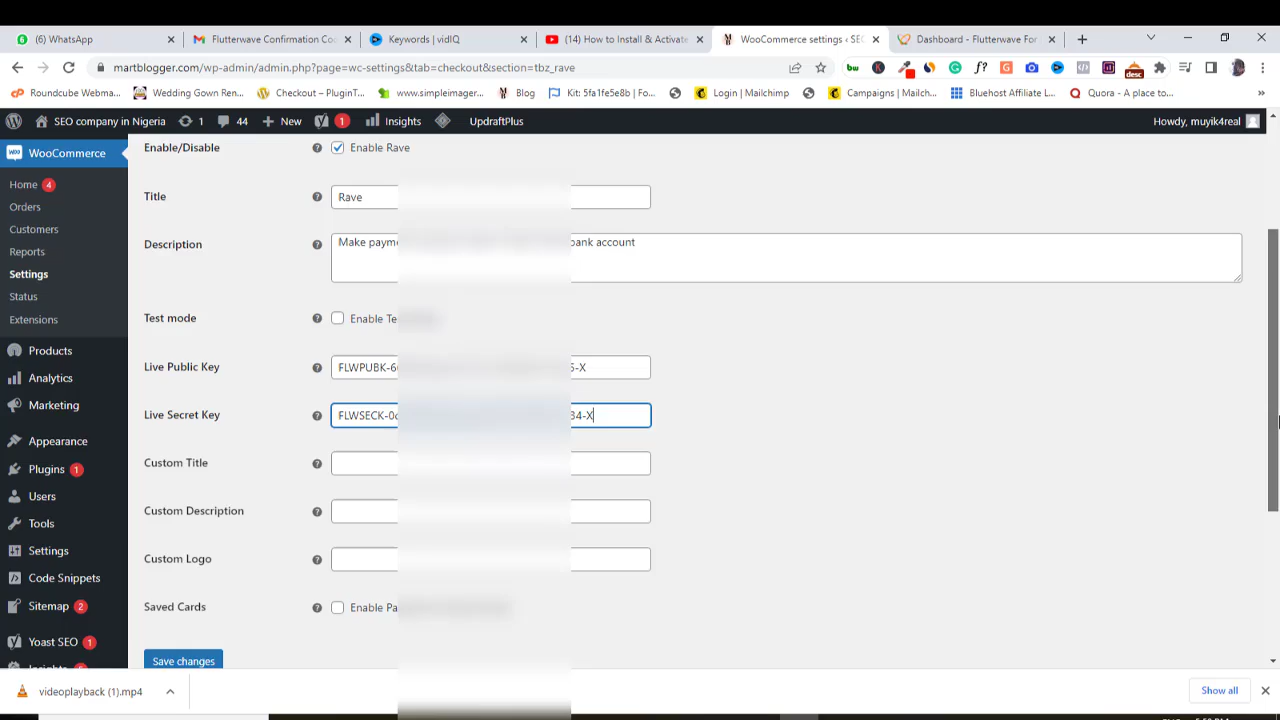 (6) WhatsApp
Flutterwave Confirmation Co
Keywords | vidIQ
(14) How to Install & Activate
WooCommerce settings ‹ SEC
Dashboard - Flutterwave For
martblogger.com/wp-admin/admin.php?page=wc-settings&tab=checkout&section=tbz_rave
Roundcube Webma...
Wedding Gown Ren...
Checkout – PluginT...
www.simpleimager...
Blog
Kit: 5fa1fe5e8b | Fo...
Login | Mailchimp
Campaigns | Mailch...
Bluehost Affiliate L...
Quora - A place to...
SEO company in Nigeria
1
44
New
1
Insights
UpdraftPlus
Howdy, muyik4real
WooCommerce
Home 4
Orders
Customers
Reports
Settings
Status
Extensions
Products
Analytics
Marketing
Appearance
Plugins 1
Users
Tools
Settings
Code Snippets
Sitemap 2
Yoast SEO 1
Enable/Disable
Enable Rave
Title
Rave
Description
Make payme bank account
Test mode
Enable Te
Live Public Key
FLWPUBK-6 -X
Live Secret Key
FLWSECK-0 34-X
Custom Title
Custom Description
Custom Logo
Saved Cards
Enable Pa
Save changes
videoplayback (1).mp4
Show all